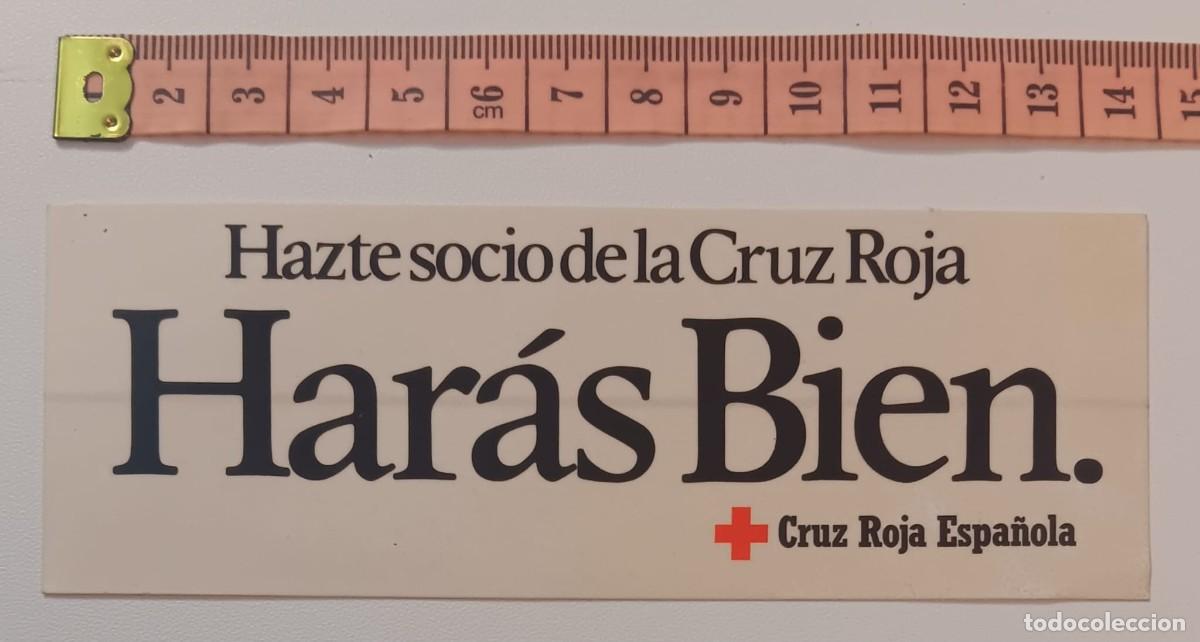 2 3 4 5 6 7 8 9 10 11 12 13 14 15
cm
Hazte socio de la Cruz Roja
Harás Bien.
Cruz Roja Española
todocoleccion